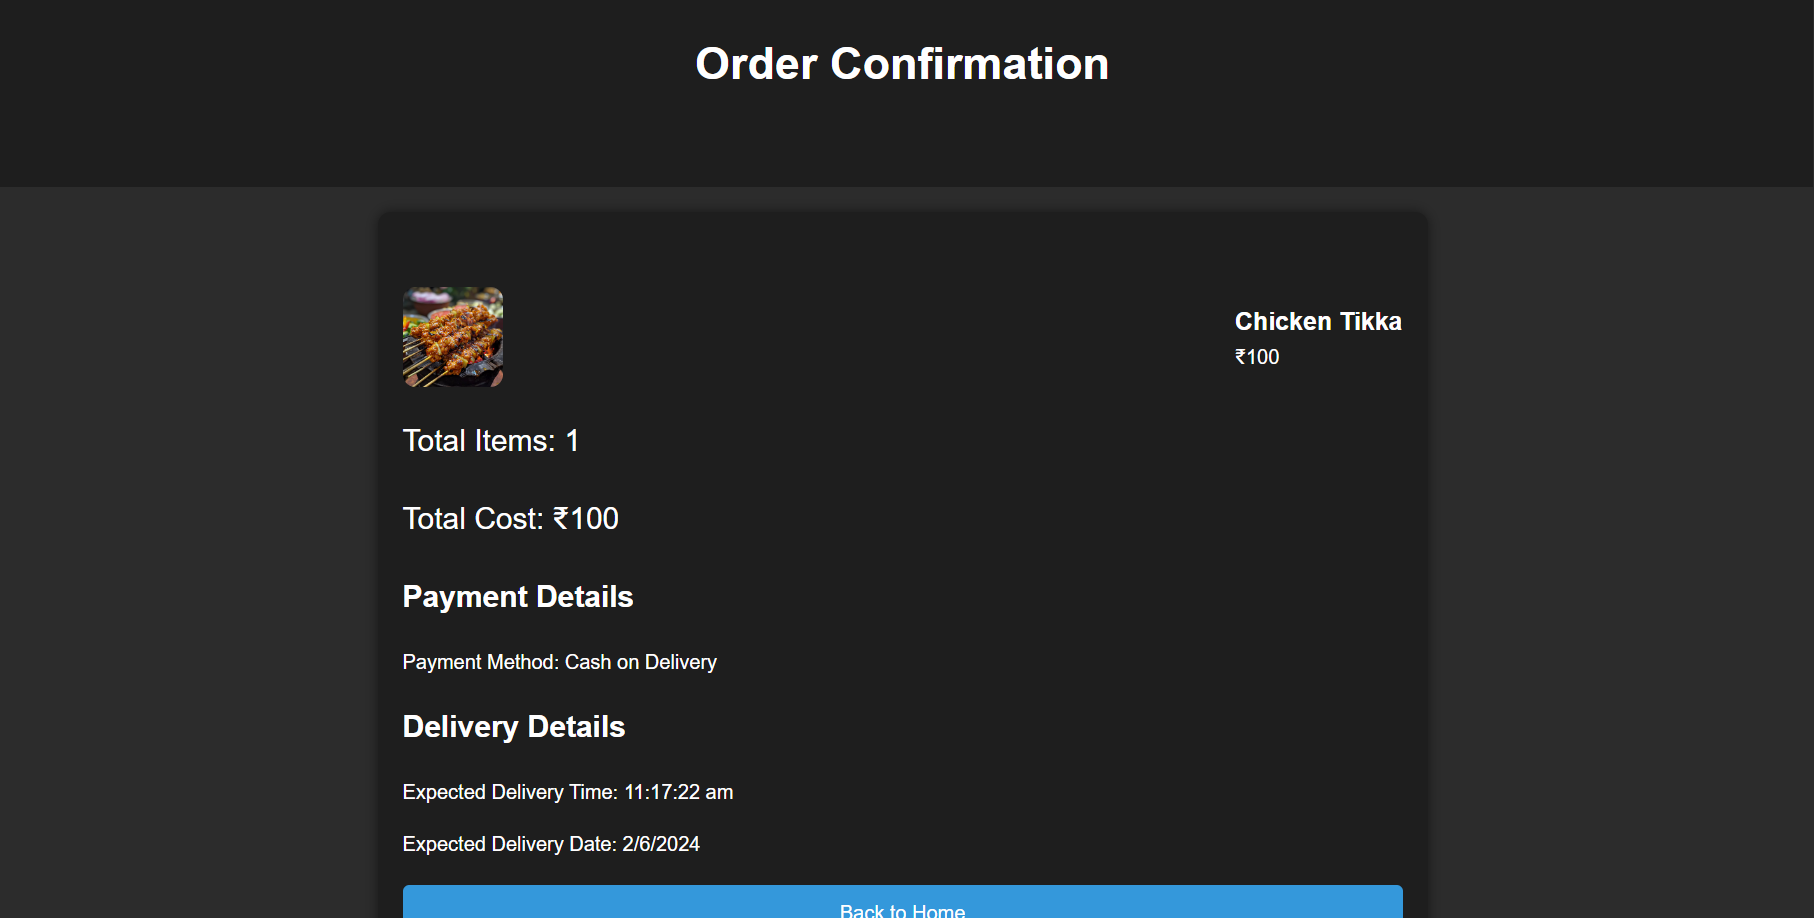 Order Confirmation
Chicken Tikka
₹100
Total Items: 1
Total Cost: ₹100
Payment Details
Payment Method: Cash on Delivery
Delivery Details
Expected Delivery Time: 11:17:22 am
Expected Delivery Date: 2/6/2024
Back to Home